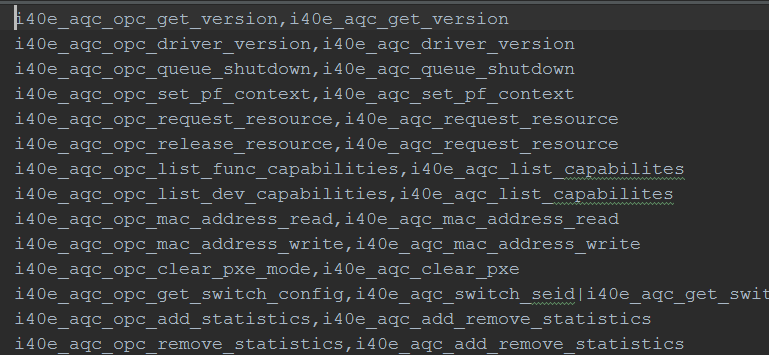 i40e_aqc_opc_get_version,i40e_aqc_get_version
i40e_aqc_opc_driver_version,i40e_aqc_driver_version
i40e_aqc_opc_queue_shutdown,i40e_aqc_queue_shutdown
i40e_aqc_opc_set_pf_context,i40e_aqc_set_pf_context
i40e_aqc_opc_request_resource,i40e_aqc_request_resource
i40e_aqc_opc_release_resource,i40e_aqc_request_resource
i40e_aqc_opc_list_func_capabilities,i40e_aqc_list_capabilites
i40e_aqc_opc_list_dev_capabilities,i40e_aqc_list_capabilites
i40e_aqc_opc_mac_address_read,i40e_aqc_mac_address_read
i40e_aqc_opc_mac_address_write,i40e_aqc_mac_address_write
i40e_aqc_opc_clear_pxe_mode,i40e_aqc_clear_pxe
i40e_aqc_opc_get_switch_config,i40e_aqc_switch_seid|i40e_aqc_get_swit
i40e_aqc_opc_add_statistics,i40e_aqc_add_remove_statistics
i40e_aqc_opc_remove_statistics,i40e_aqc_add_remove_statistics